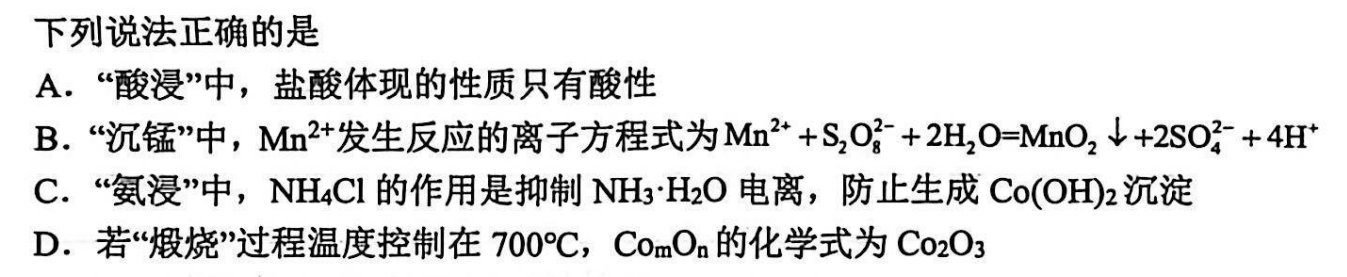 下列说法正确的是
A．“酸浸”中，盐酸体现的性质只有酸性
B．“沉锰”中，Mn²⁺发生反应的离子方程式为Mn²⁺+S₂O₈²⁻+2H₂O=MnO₂↓+2SO₄²⁻+4H⁺
C．“氨浸”中，NH₄Cl 的作用是抑制 NH₃·H₂O 电离，防止生成 Co(OH)₂沉淀
D．若“煅烧”过程温度控制在 700℃，CoₘOₙ的化学式为 Co₂O₃